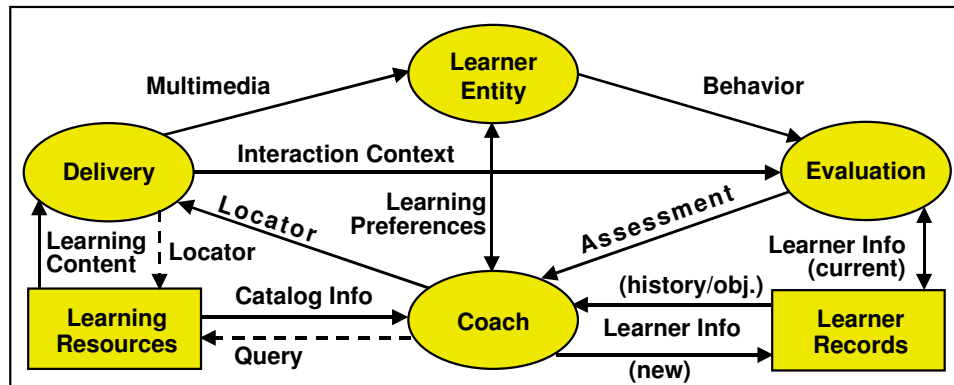 Learner
Entity
Multimedia
Behavior
Delivery
Interaction Context
Evaluation
Learning
Preferences
Locator
Assessment
Learning
Content
Locator
Learner Info
(current)
Learning
Resources
Catalog Info
Query
Coach
(history/obj.)
Learner Info
(new)
Learner
Records